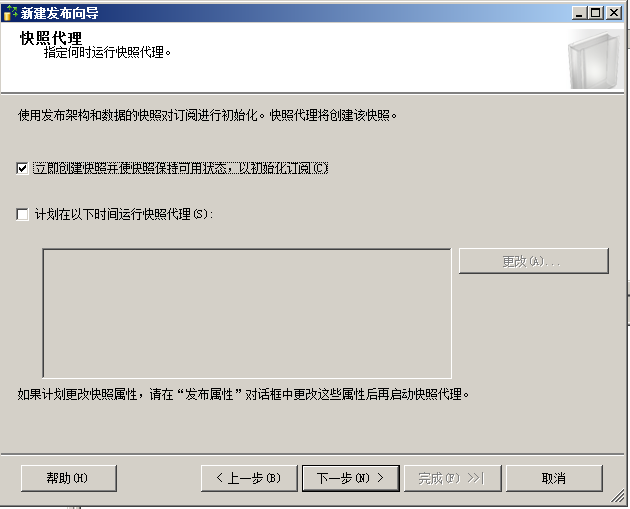 新建发布向导
快照代理
指定何时运行快照代理。
使用发布架构和数据的快照对订阅进行初始化。快照代理将创建该快照。
立即创建快照并使快照保持可用状态，以初始化订阅(C)
计划在以下时间运行快照代理(S):
更改(A)...
如果计划更改快照属性，请在“发布属性”对话框中更改这些属性后再启动快照代理。
帮助(H)
< 上一步(B)
下一步(N) >
完成(F) >>|
取消